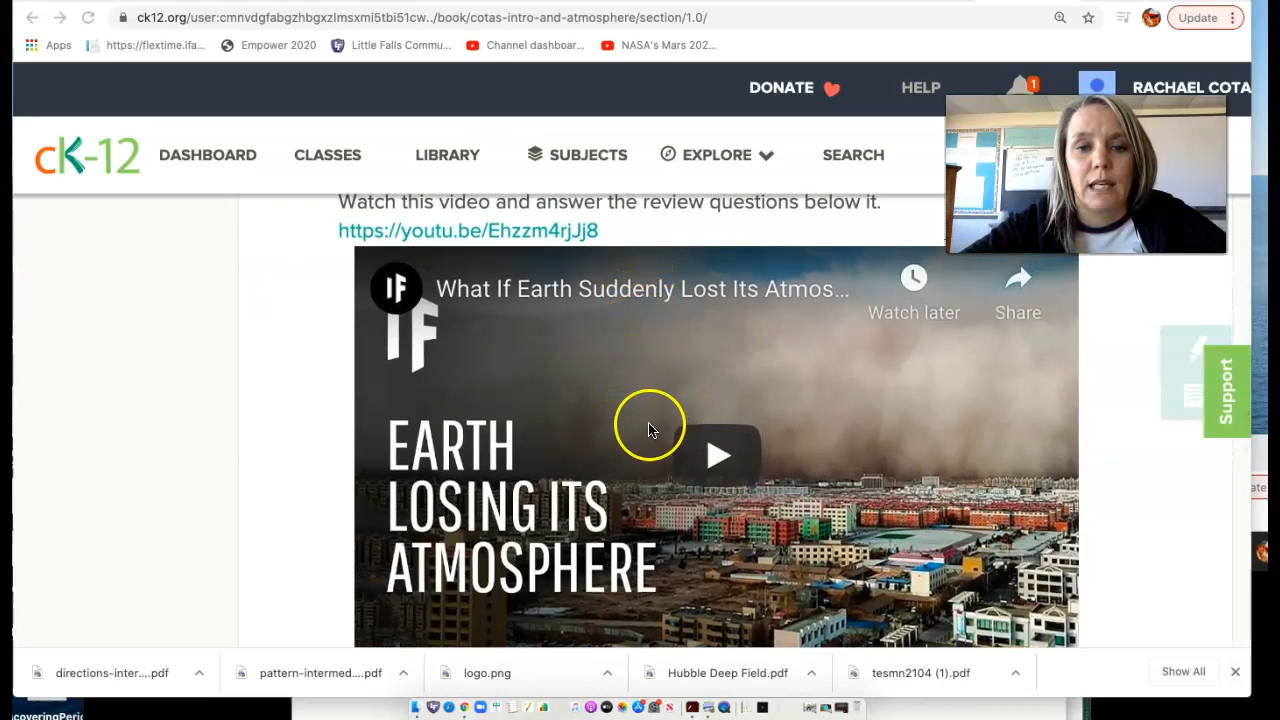 ck12.org/user:cmnvdgfabgzhbgxzlmsxmi5tbi51cw../book/cotas-intro-and-atmosphere/section/1.0/
Update
Apps https://flextime.lfa... Empower 2020 Little Falls Commu... Channel dashboar... NASA's Mars 202...
DONATE HELP 1 RACHAEL COTA
cK-12 DASHBOARD CLASSES LIBRARY SUBJECTS EXPLORE SEARCH
Watch this video and answer the review questions below it.
https://youtu.be/Ehzzm4rjJj8
IF What If Earth Suddenly Lost Its Atmos...
Watch later Share
IF
EARTH
LOSING ITS
ATMOSPHERE
Support
directions-inter....pdf pattern-intermed....pdf logo.png Hubble Deep Field.pdf tesmn2104 (1).pdf Show All